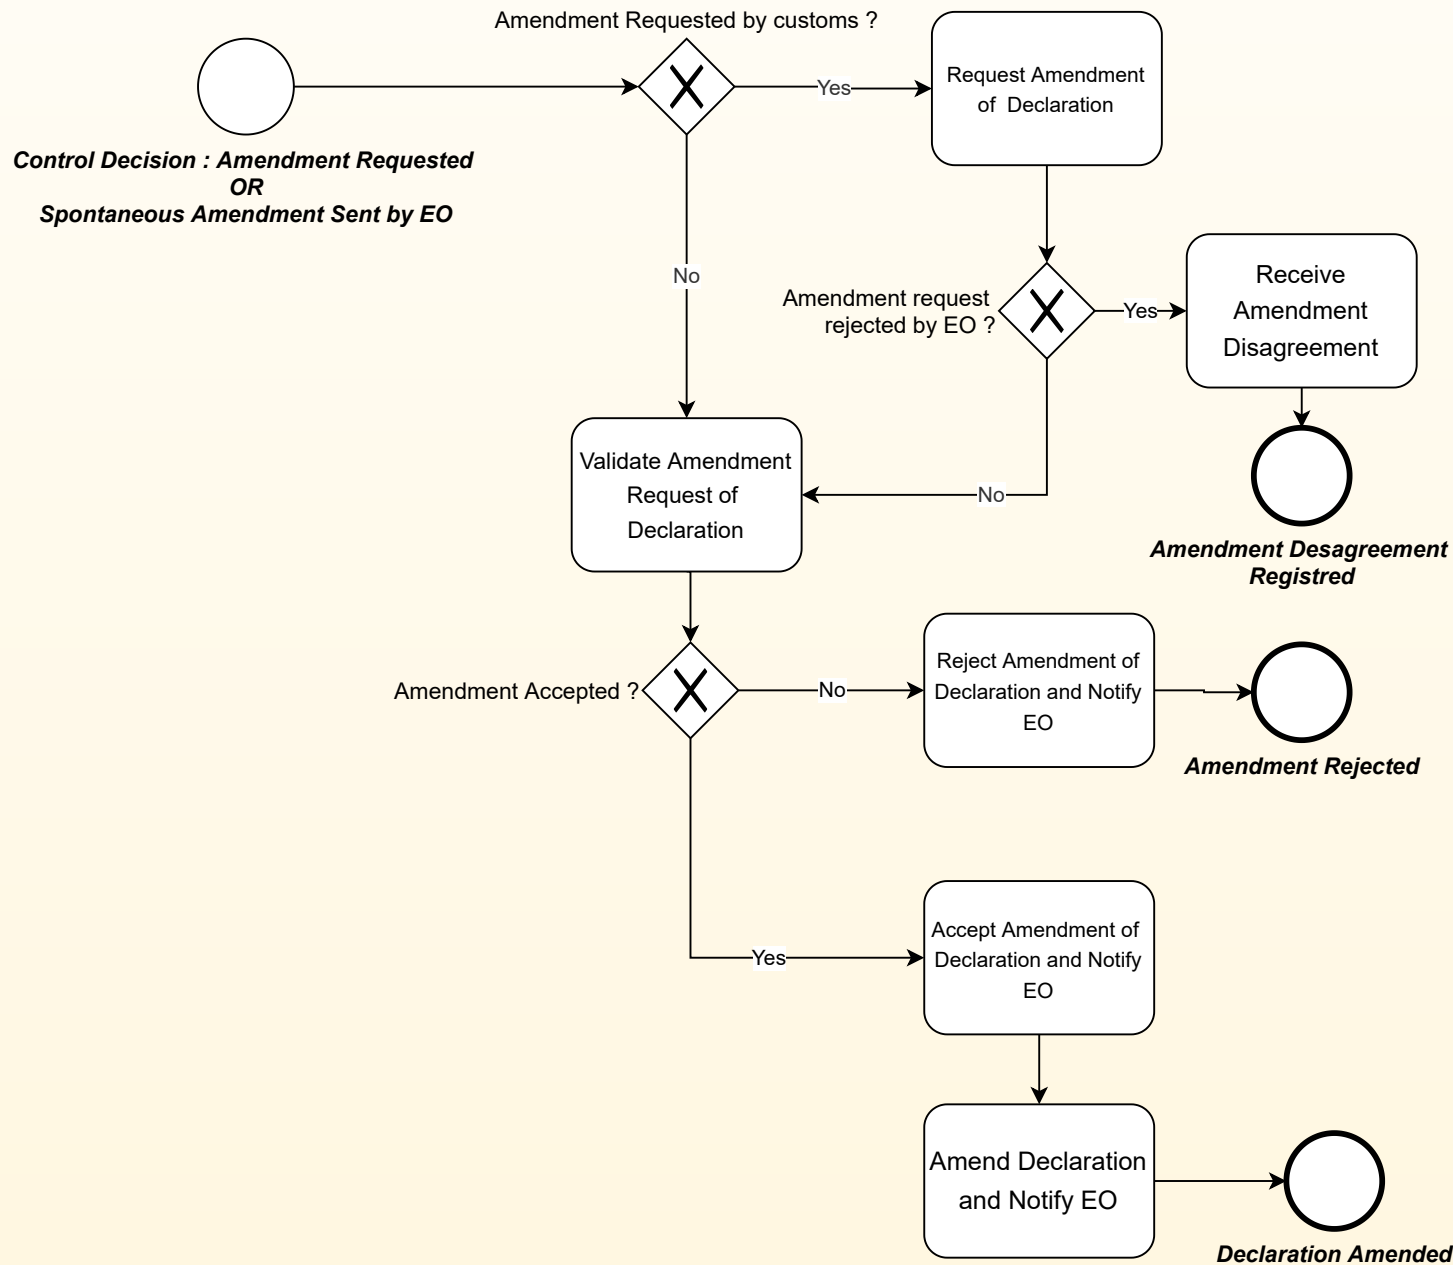 Amendment Requested by customs ?
Request Amendment
of Declaration
Yes
Control Decision : Amendment Requested
OR
Spontaneous Amendment Sent by EO
No
Amendment request
rejected by EO ?
Yes
Receive
Amendment
Disagreement
Validate Amendment
Request of
Declaration
No
Amendment Desagreement
Registred
Amendment Accepted ?
No
Reject Amendment of
Declaration and Notify
EO
Amendment Rejected
Yes
Accept Amendment of
Declaration and Notify
EO
Amend Declaration
and Notify EO
Declaration Amended